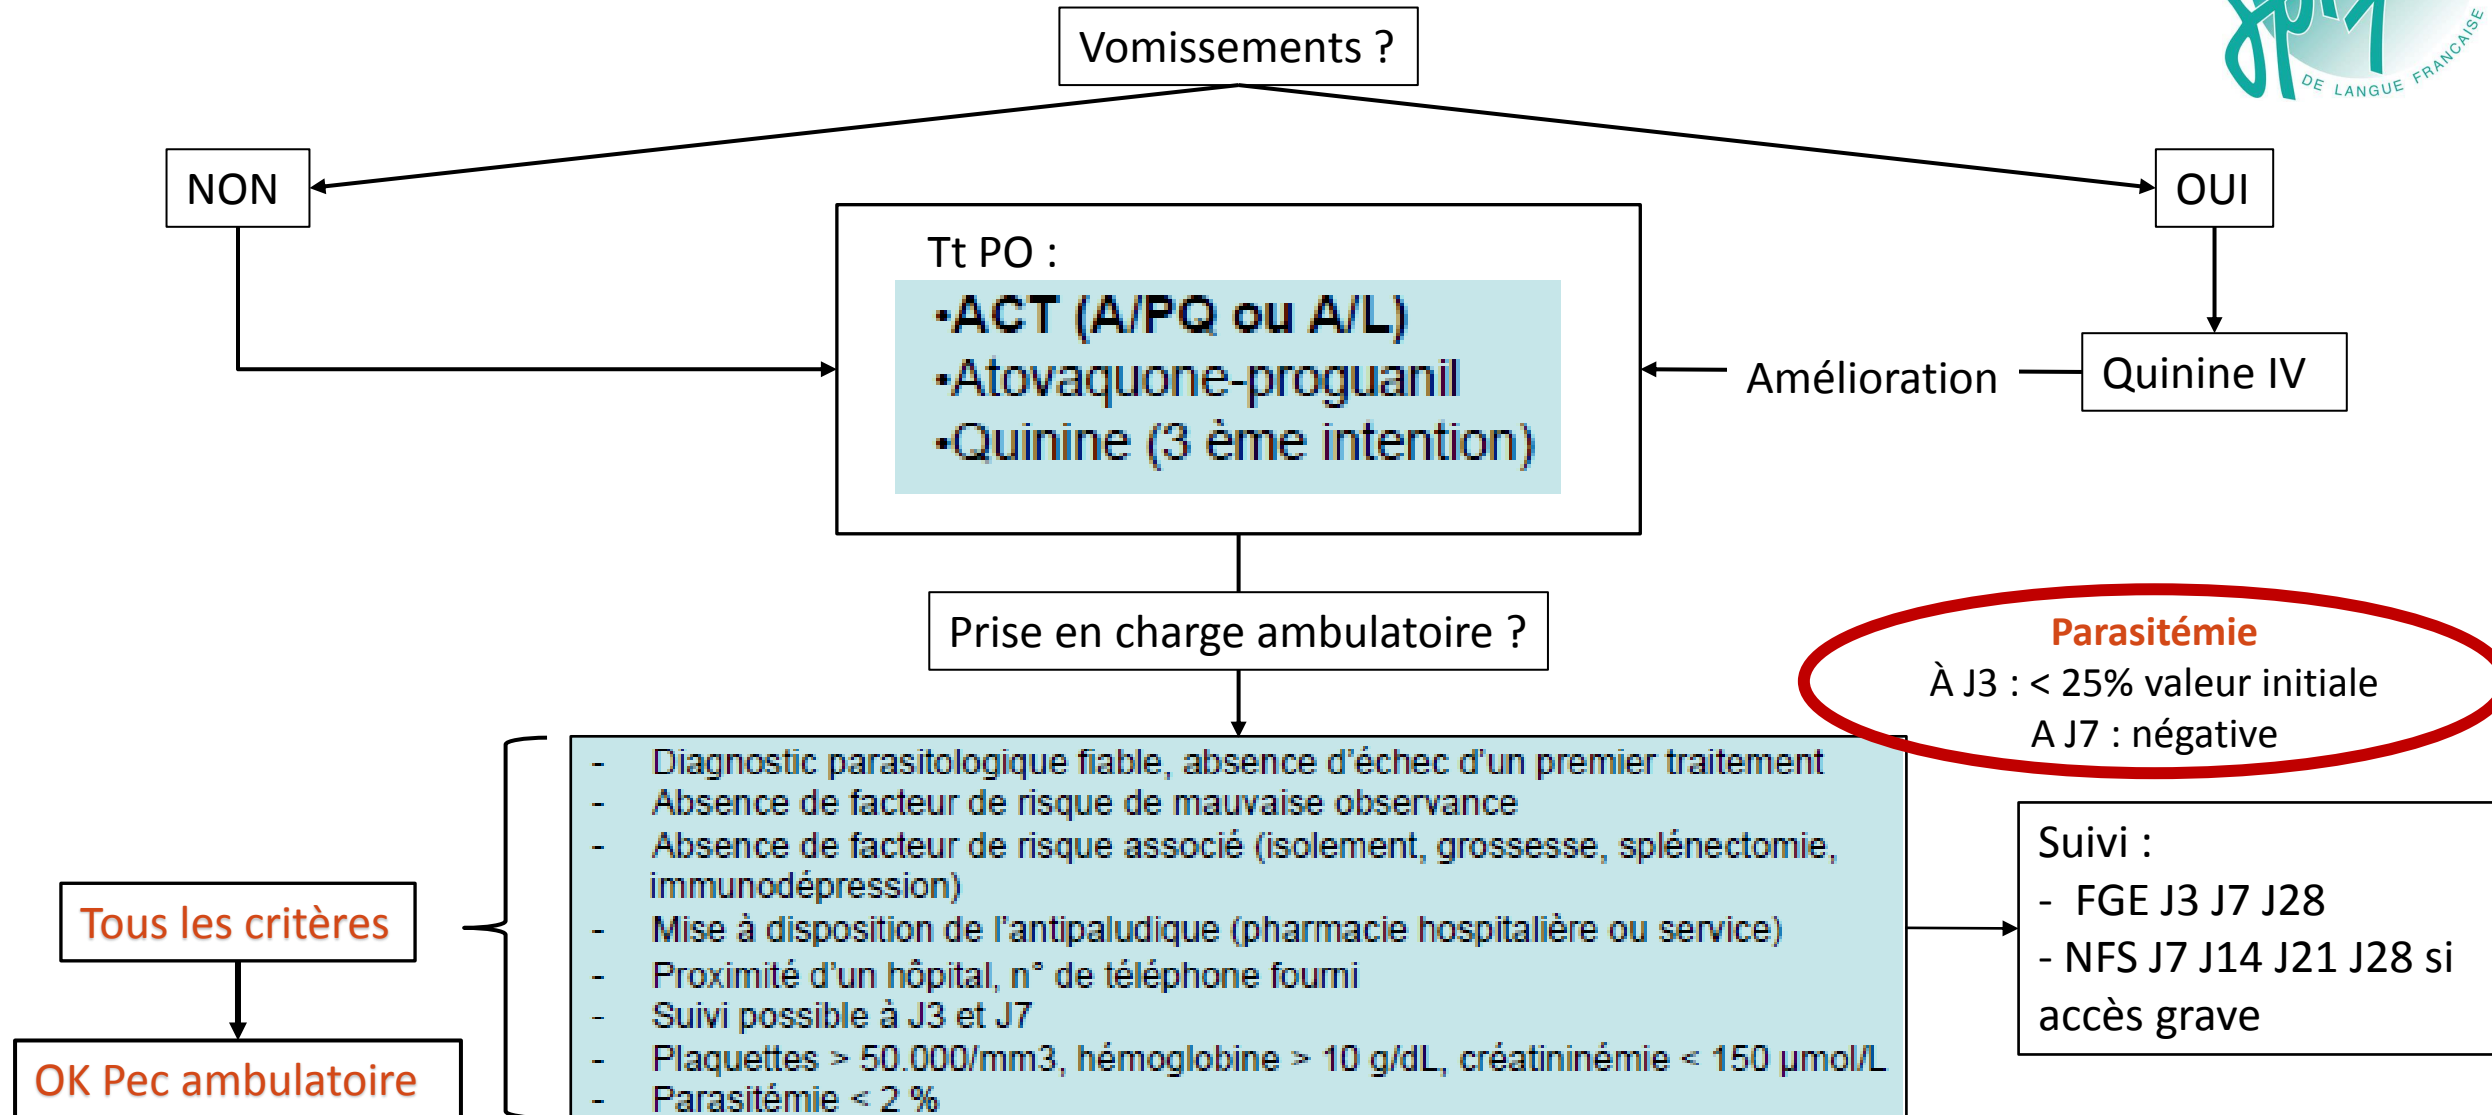 Vomissements ?
DE LANGUE FRANCAISE
NON
OUI
Tt PO :
•ACT (A/PQ ou A/L)
•Atovaquone-proguanil
•Quinine (3 ème intention)
Amélioration
Quinine IV
Prise en charge ambulatoire ?
Parasitémie
À J3 : < 25% valeur initiale
A J7 : négative
- Diagnostic parasitologique fiable, absence d'échec d'un premier traitement
- Absence de facteur de risque de mauvaise observance
- Absence de facteur de risque associé (isolement, grossesse, splénectomie,
immunodépression)
- Mise à disposition de l'antipaludique (pharmacie hospitalière ou service)
- Proximité d'un hôpital, n° de téléphone fourni
- Suivi possible à J3 et J7
- Plaquettes > 50.000/mm3, hémoglobine > 10 g/dL, créatininémie < 150 µmol/L
- Parasitémie < 2 %
Tous les critères
OK Pec ambulatoire
Suivi :
- FGE J3 J7 J28
- NFS J7 J14 J21 J28 si
accès grave